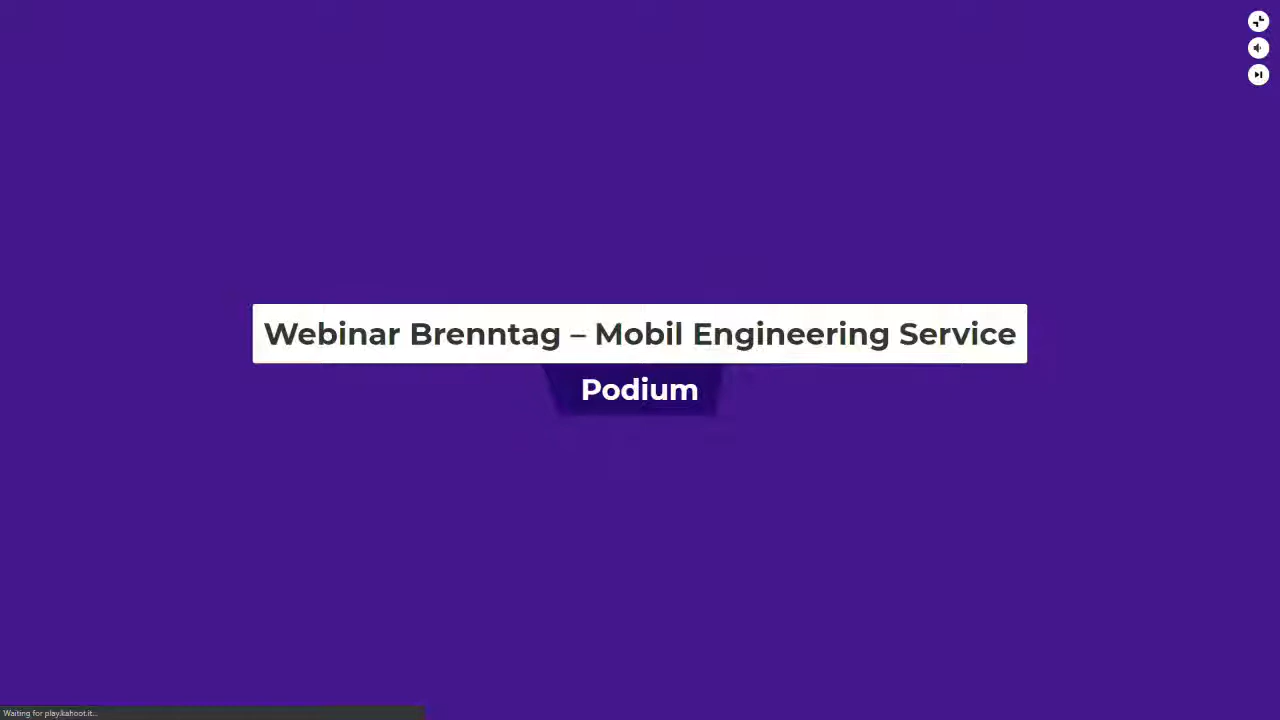 Webinar Brenntag – Mobil Engineering Service
Podium
Waiting for play.kahoot.it...